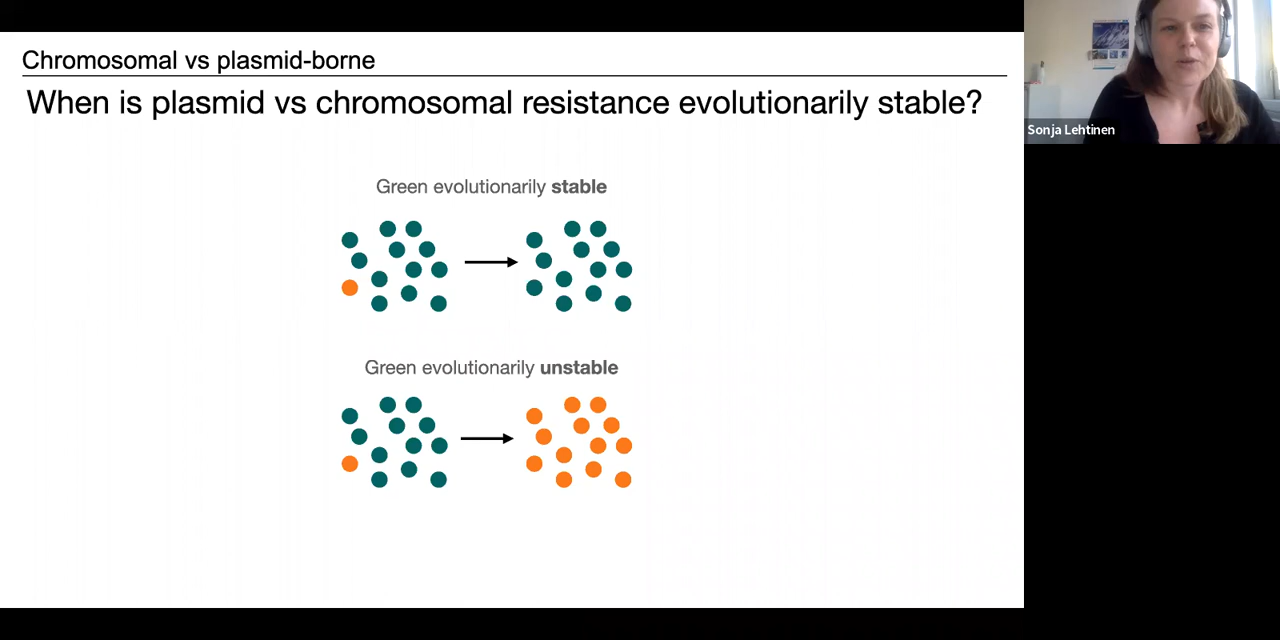 Chromosomal vs plasmid-borne
When is plasmid vs chromosomal resistance evolutionarily stable?
Green evolutionarily stable
Green evolutionarily unstable
Sonja Lehtinen